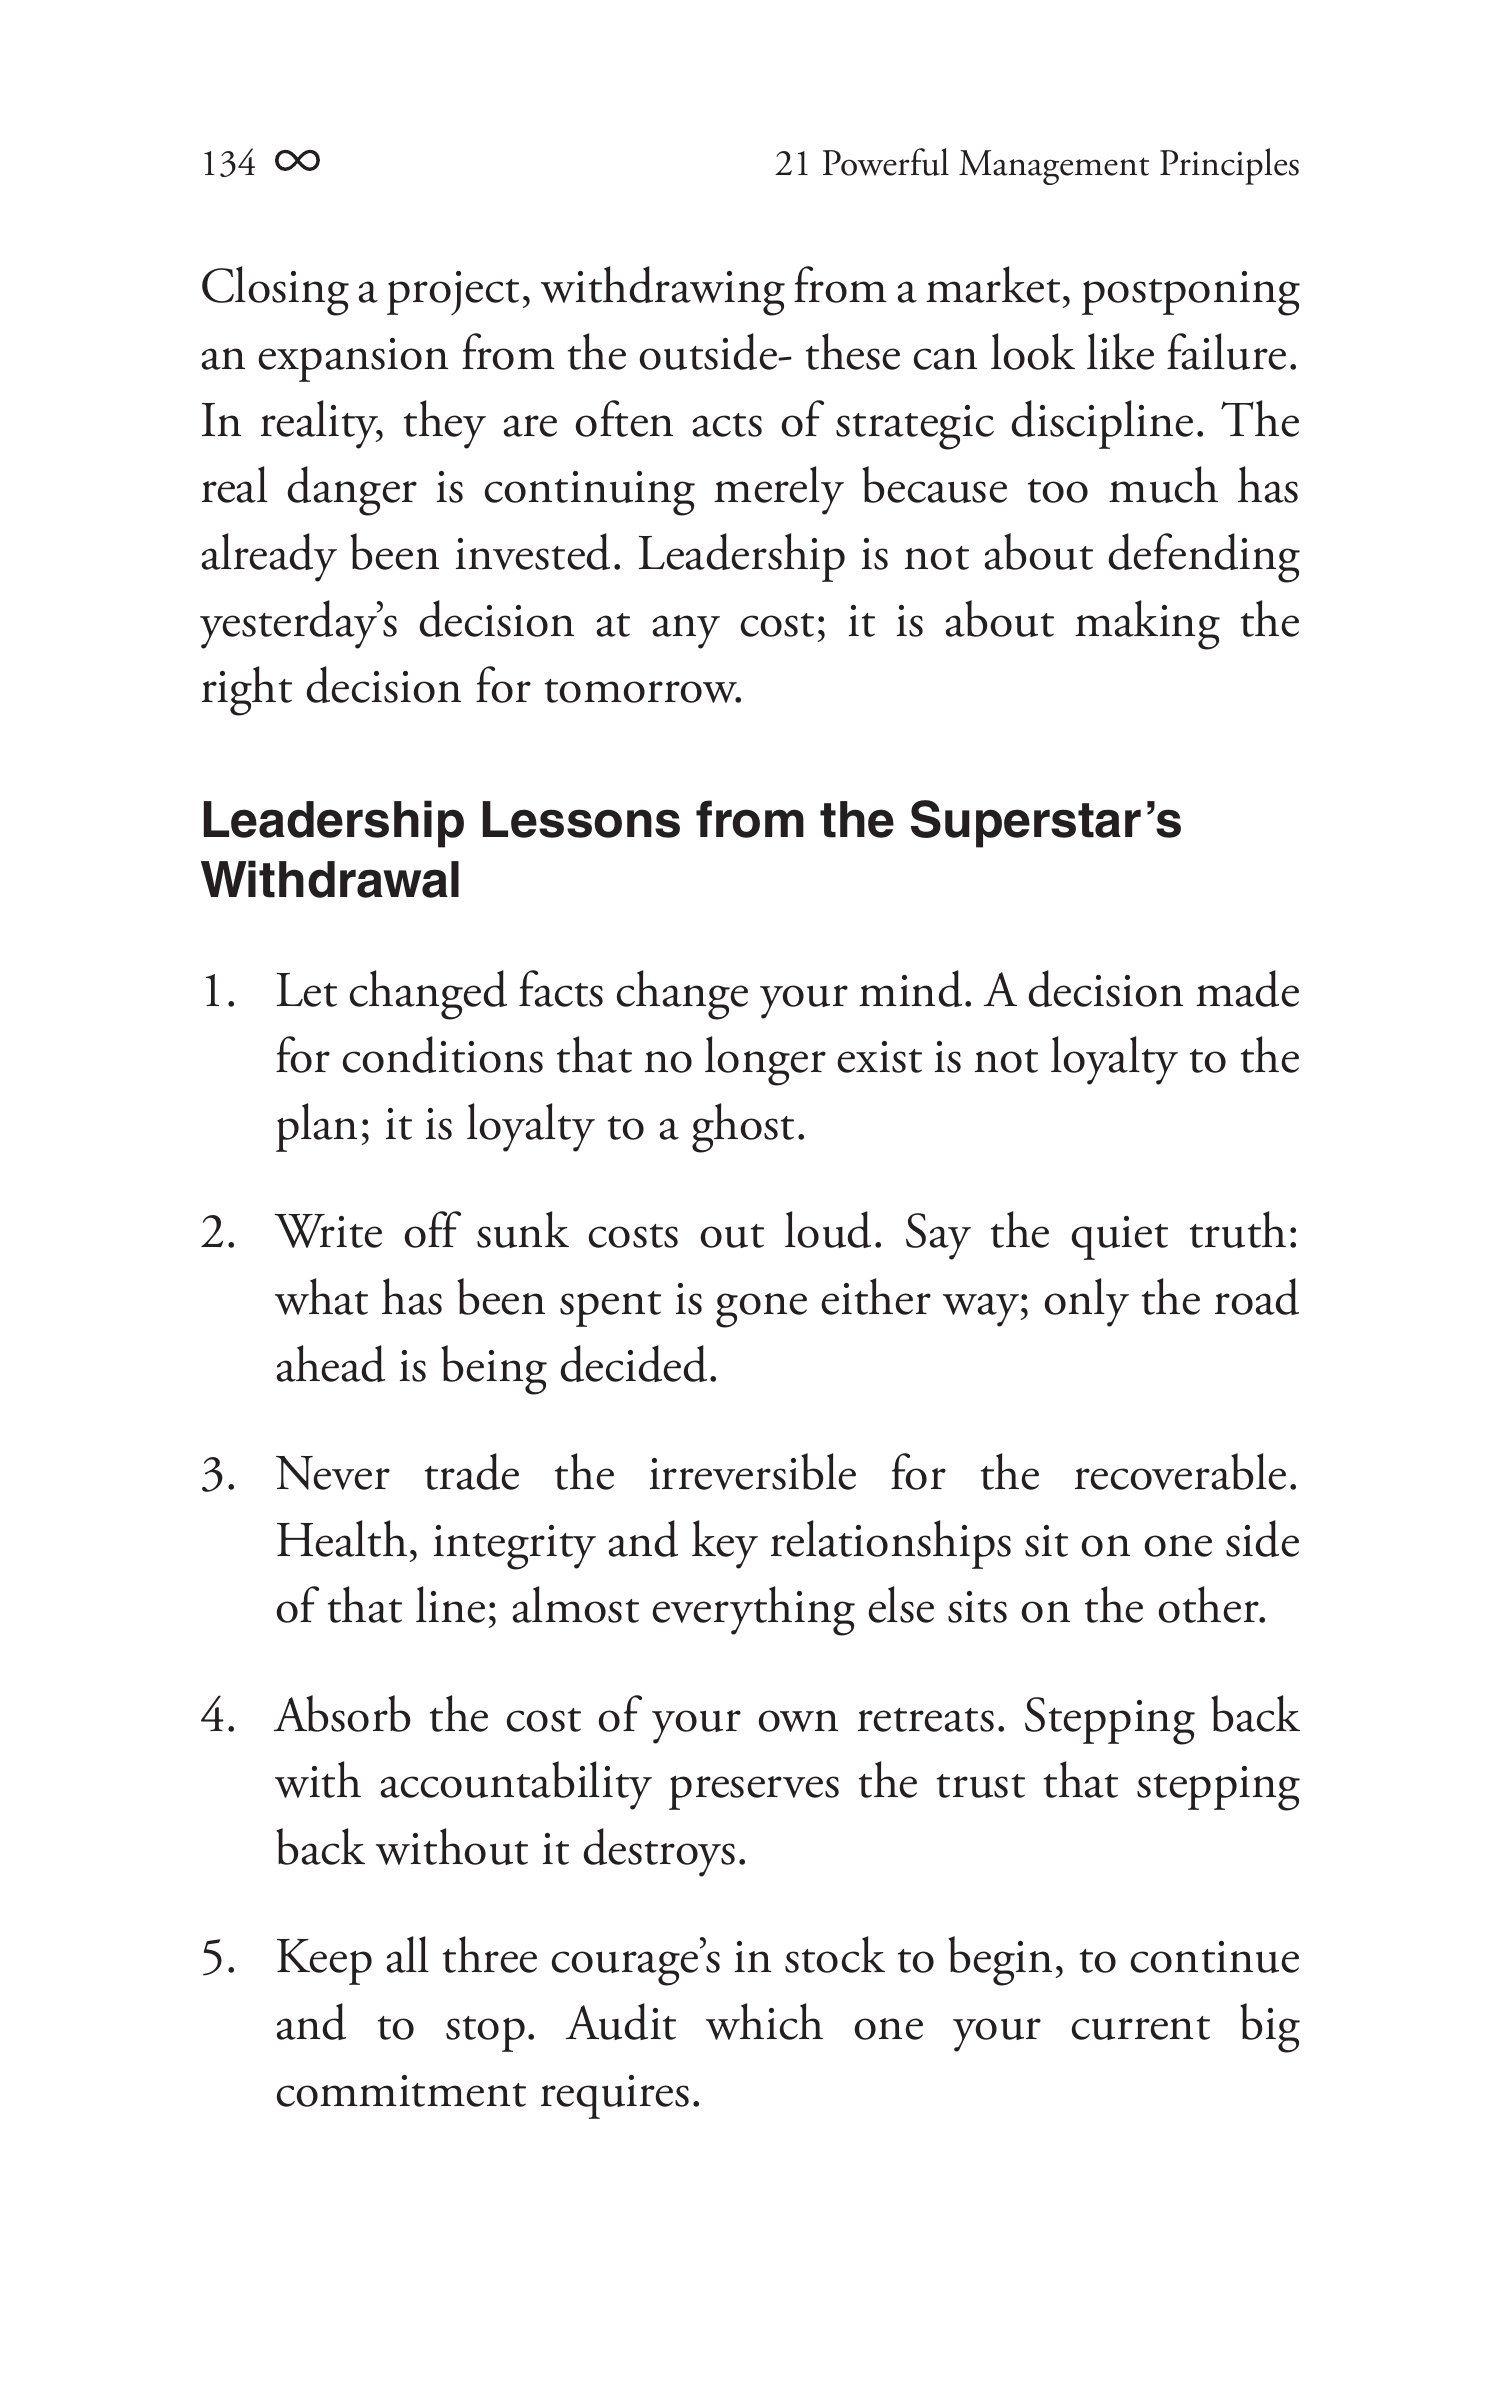 134 ∞ 21 Powerful Management Principles
Closing a project, withdrawing from a market, postponing
an expansion from the outside- these can look like failure.
In reality, they are often acts of strategic discipline. The
real danger is continuing merely because too much has
already been invested. Leadership is not about defending
yesterday’s decision at any cost; it is about making the
right decision for tomorrow.
Leadership Lessons from the Superstar’s
Withdrawal
1. Let changed facts change your mind. A decision made
for conditions that no longer exist is not loyalty to the
plan; it is loyalty to a ghost.
2. Write off sunk costs out loud. Say the quiet truth:
what has been spent is gone either way; only the road
ahead is being decided.
3. Never trade the irreversible for the recoverable.
Health, integrity and key relationships sit on one side
of that line; almost everything else sits on the other.
4. Absorb the cost of your own retreats. Stepping back
with accountability preserves the trust that stepping
back without it destroys.
5. Keep all three courage’s in stock to begin, to continue
and to stop. Audit which one your current big
commitment requires.